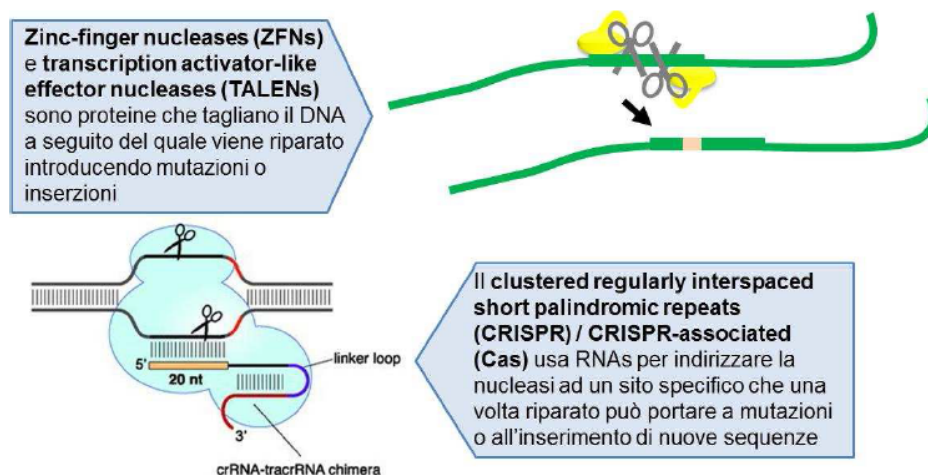 Zinc-finger nucleases (ZFNs)
e transcription activator-like
effector nucleases (TALENs)
sono proteine che tagliano il DNA
a seguito del quale viene riparato
introducendo mutazioni o
inserzioni
5'
20 nt
linker loop
3'
crRNA-tracrRNA chimera
Il clustered regularly interspaced
short palindromic repeats
(CRISPR) / CRISPR-associated
(Cas) usa RNAs per indirizzare la
nucleasi ad un sito specifico che una
volta riparato può portare a mutazioni
o all'inserimento di nuove sequenze